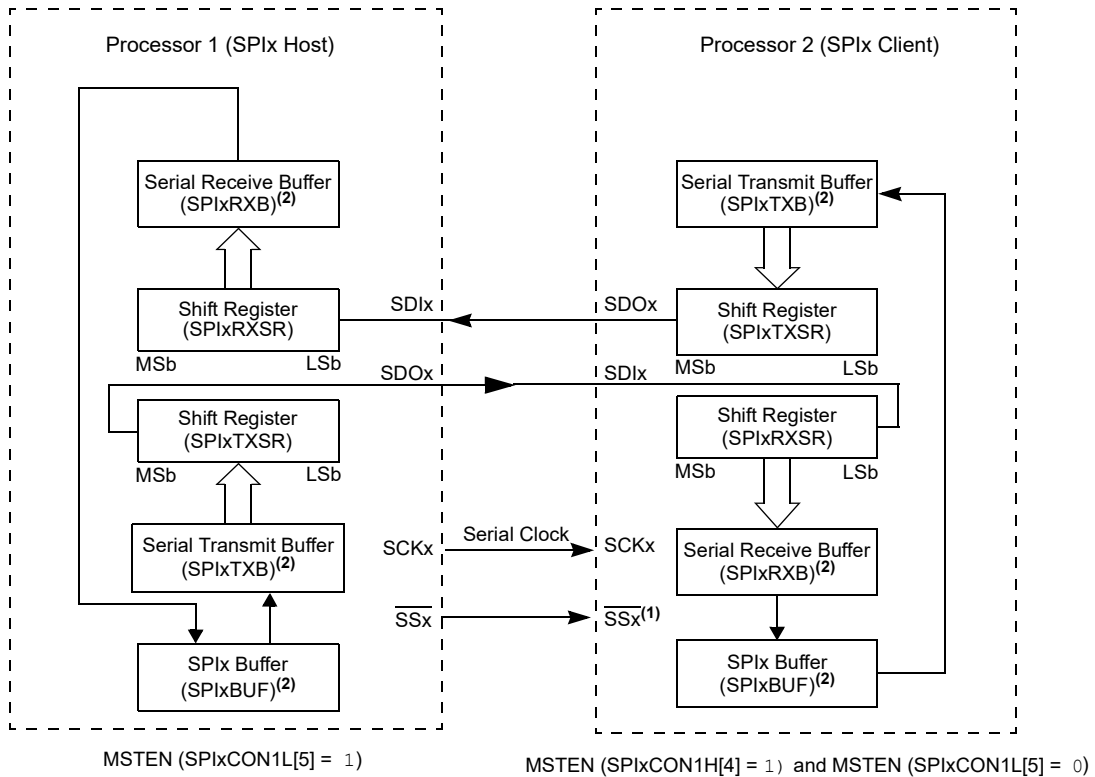 Processor 1 (SPIx Host)
Serial Receive Buffer
(SPIxRXB)(2)
Shift Register
(SPIxRXSR)
MSb
LSb
SDIx
SDOx
Shift Register
(SPIxTXSR)
MSb
LSb
Serial Transmit Buffer
(SPIxTXB)(2)
SPIx Buffer
(SPIxBUF)(2)
SCKx
Serial Clock
SSx
MSTEN (SPIxCON1L[5] = 1)
Processor 2 (SPIx Client)
Serial Transmit Buffer
(SPIxTXB)(2)
SDOx
Shift Register
(SPIxTXSR)
MSb
LSb
SDIx
Shift Register
(SPIxRXSR)
MSb
LSb
SCKx
Serial Receive Buffer
(SPIxRXB)(2)
SSx(1)
SPIx Buffer
(SPIxBUF)(2)
MSTEN (SPIxCON1H[4] = 1) and MSTEN (SPIxCON1L[5] = 0)